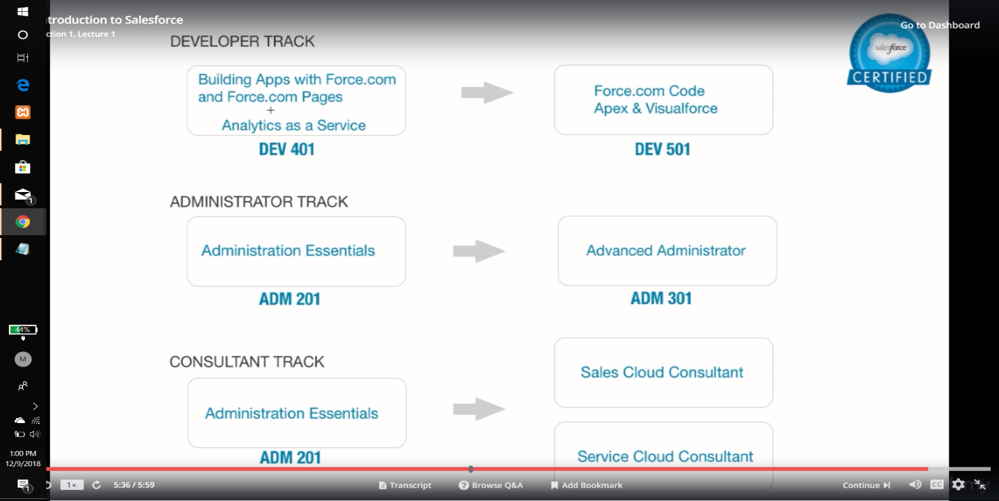 troduction to Salesforce
ction 1, Lecture 1
Go to Dashboard
salesforce
CERTIFIED
DEVELOPER TRACK
Building Apps with Force.com
and Force.com Pages
+
Analytics as a Service
DEV 401
Force.com Code
Apex & Visualforce
DEV 501
ADMINISTRATOR TRACK
Administration Essentials
ADM 201
Advanced Administrator
ADM 301
CONSULTANT TRACK
Administration Essentials
ADM 201
Sales Cloud Consultant
Service Cloud Consultant
1
44%
M
1:00 PM
12/9/2018
1
1x
5:36 / 5:59
Transcript
Browse Q&A
Add Bookmark
Continue
CC